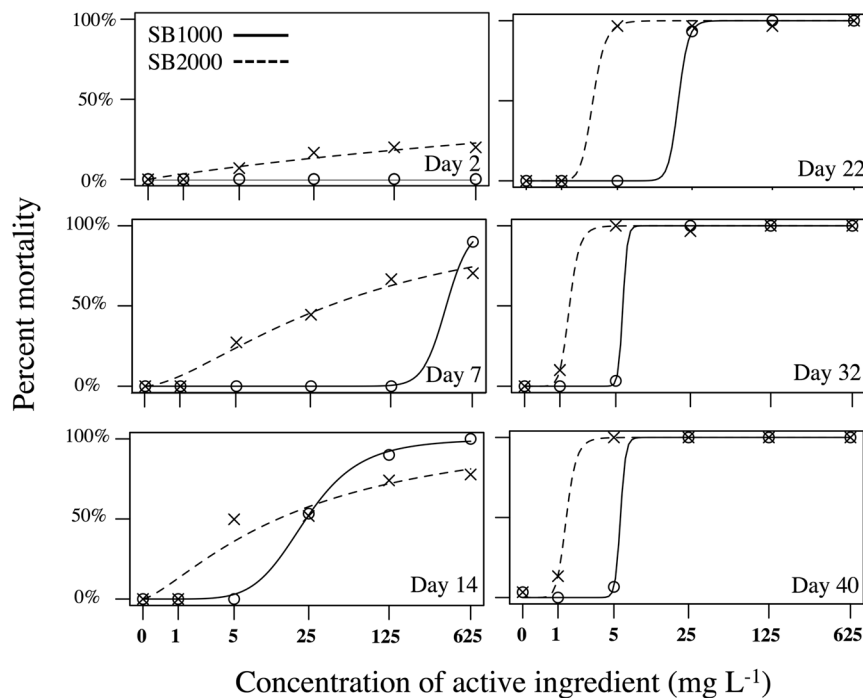 SB1000
SB2000
100%
50%
0%
Day 2
Day 22
100%
50%
0%
Day 7
Day 32
100%
50%
0%
Day 14
Day 40
Percent mortality
0 1 5 25 125 625
0 1 5 25 125 625
Concentration of active ingredient (mg L⁻¹)